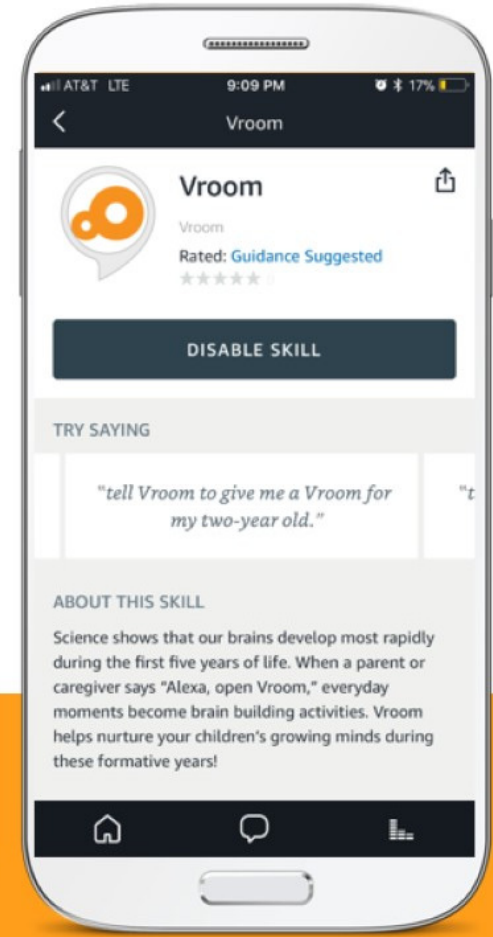 AT&T LTE 9:09 PM 17%
Vroom
Vroom
Vroom
Rated: Guidance Suggested
0
DISABLE SKILL
TRY SAYING
"tell Vroom to give me a Vroom for
my two-year old."
"t
ABOUT THIS SKILL
Science shows that our brains develop most rapidly
during the first five years of life. When a parent or
caregiver says “Alexa, open Vroom,” everyday
moments become brain building activities. Vroom
helps nurture your children's growing minds during
these formative years!